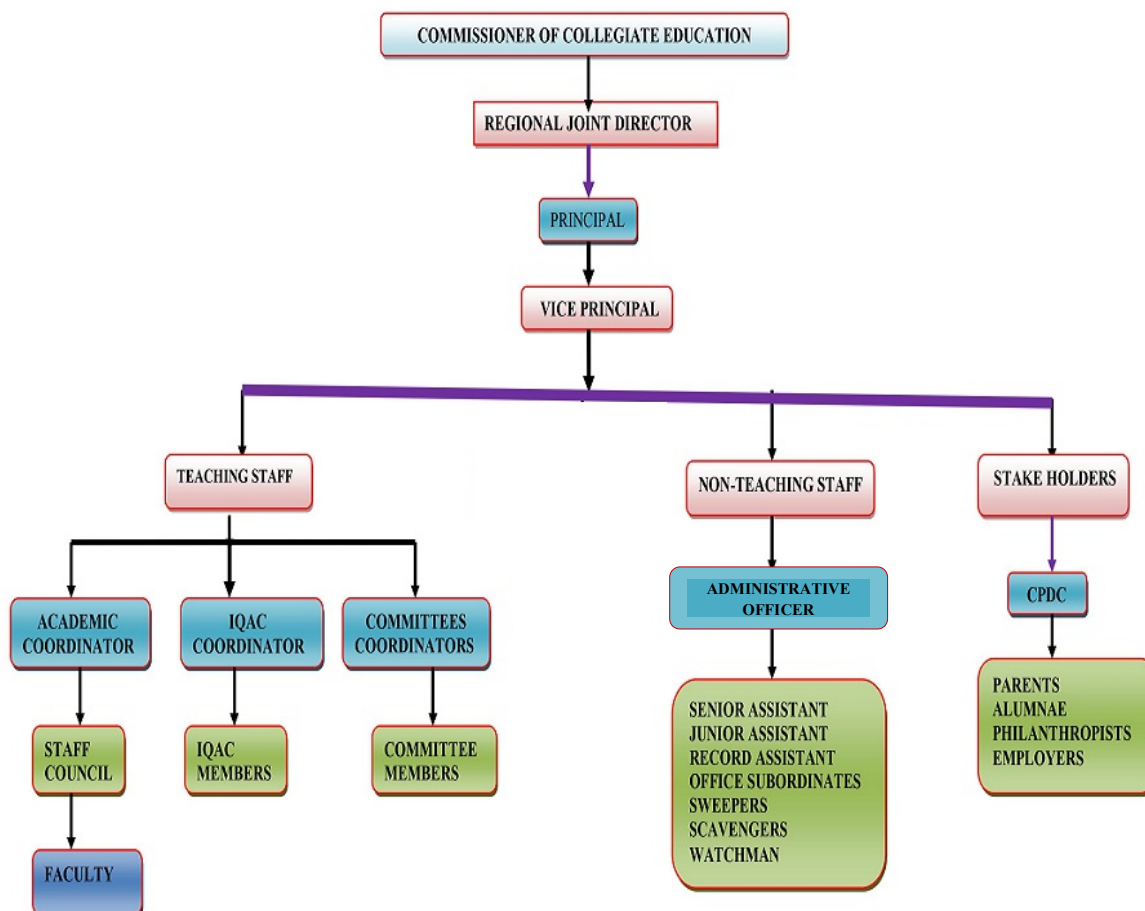 COMMISSIONER OF COLLEGIATE EDUCATION
REGIONAL JOINT DIRECTOR
PRINCIPAL
VICE PRINCIPAL
TEACHING STAFF
NON-TEACHING STAFF
STAKE HOLDERS
ACADEMIC
COORDINATOR
IQAC
COORDINATOR
COMMITTEES
COORDINATORS
ADMINISTRATIVE
OFFICER
CPDC
STAFF
COUNCIL
IQAC
MEMBERS
COMMITTEE
MEMBERS
SENIOR ASSISTANT
JUNIOR ASSISTANT
RECORD ASSISTANT
OFFICE SUBORDINATES
SWEEPERS
SCAVENGERS
WATCHMAN
PARENTS
ALUMNAE
PHILANTHROPISTS
EMPLOYERS
FACULTY